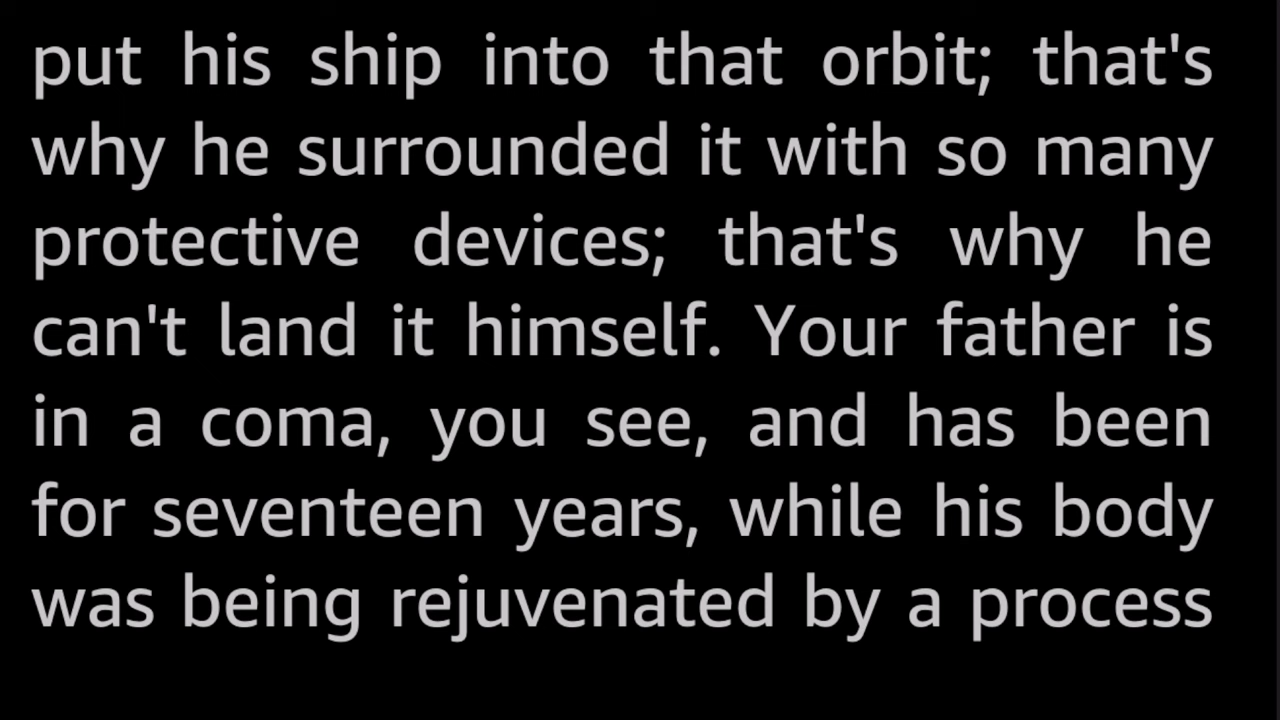 put his ship into that orbit; that's
why he surrounded it with so many
protective devices; that's why he
can't land it himself. Your father is
in a coma, you see, and has been
for seventeen years, while his body
was being rejuvenated by a process